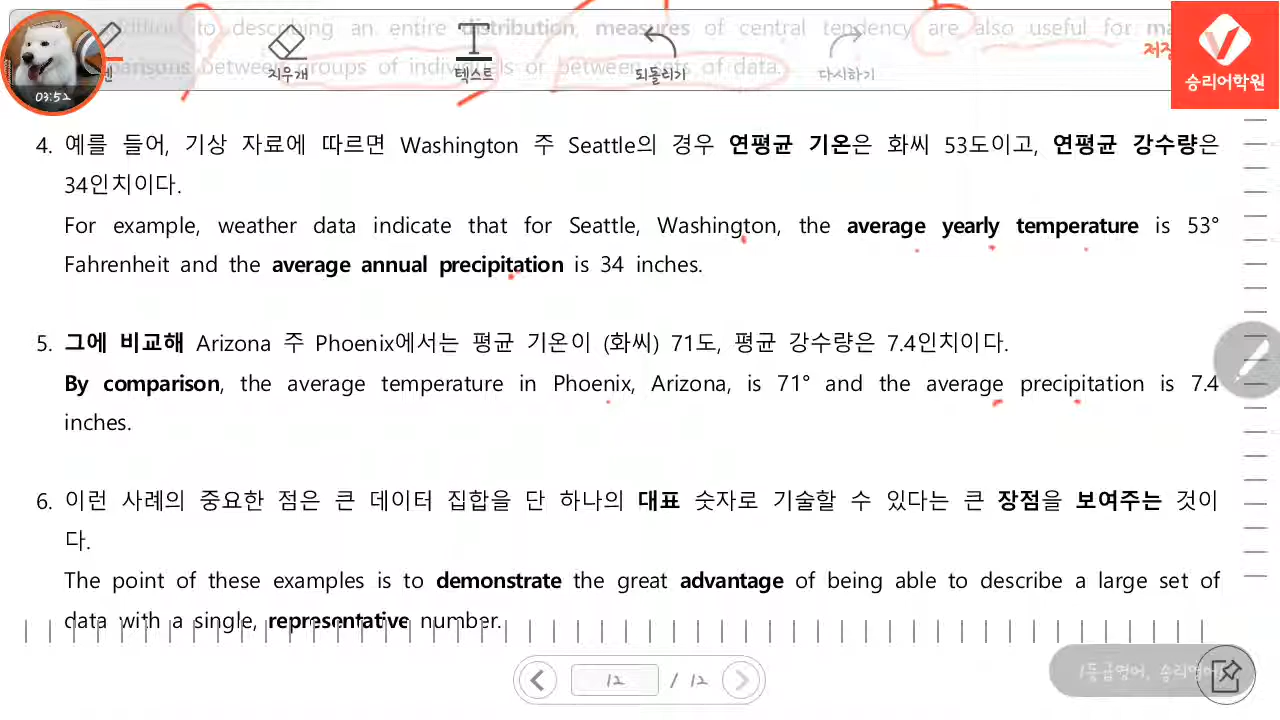 to describing an entire distribution, measures of central tendency are also useful for
between groups of individuals or between sets of data.
지우개
텍스트
되돌리기
다시하기
03:52
승리어학원
4. 예를 들어, 기상 자료에 따르면 Washington 주 Seattle의 경우 연평균 기온은 화씨 53도이고, 연평균 강수량은
34인치이다.
For example, weather data indicate that for Seattle, Washington, the average yearly temperature is 53°
Fahrenheit and the average annual precipitation is 34 inches.
5. 그에 비교해 Arizona 주 Phoenix에서는 평균 기온이 (화씨) 71도, 평균 강수량은 7.4인치이다.
By comparison, the average temperature in Phoenix, Arizona, is 71° and the average precipitation is 7.4
inches.
6. 이런 사례의 중요한 점은 큰 데이터 집합을 단 하나의 대표 숫자로 기술할 수 있다는 큰 장점을 보여주는 것이
다.
The point of these examples is to demonstrate the great advantage of being able to describe a large set of
data with a single, representative number.
12 / 12
1등급영어, 승리영어